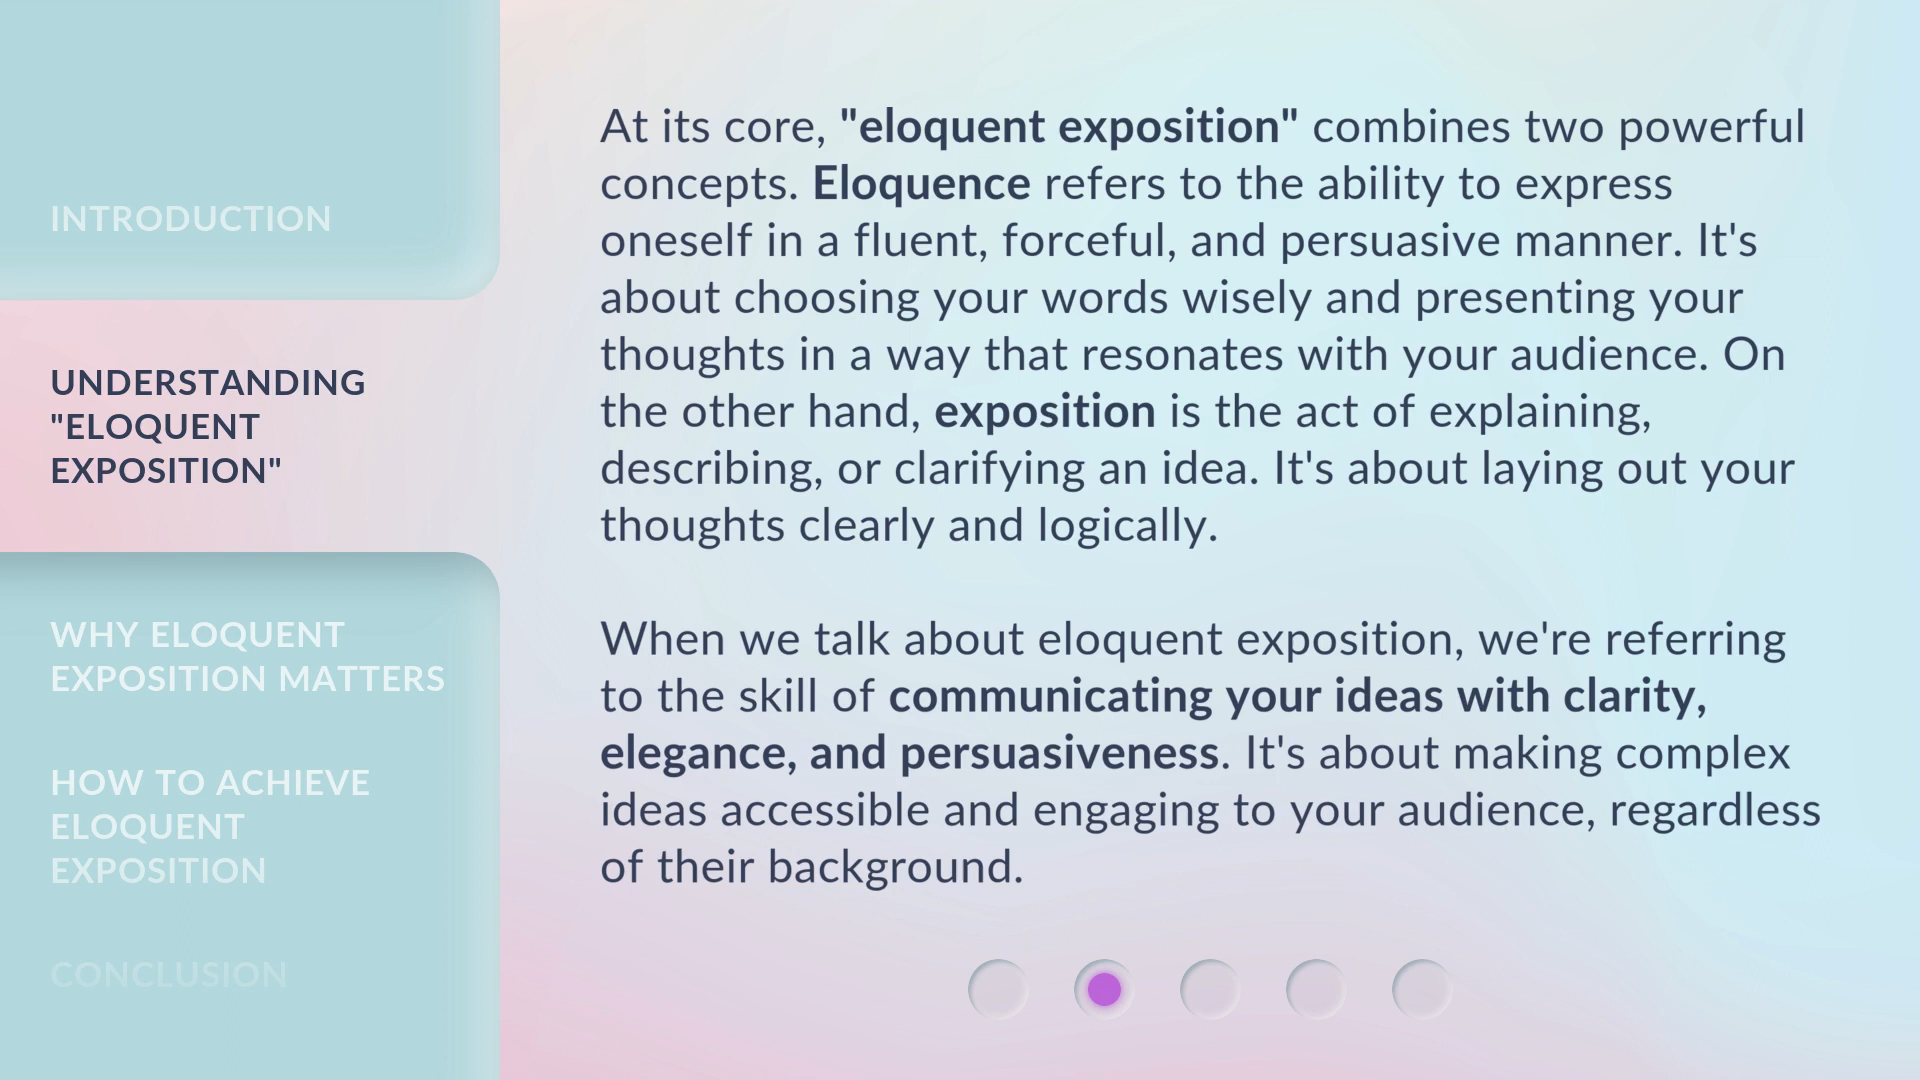 INTRODUCTION
UNDERSTANDING
"ELOQUENT
EXPOSITION"
WHY ELOQUENT
EXPOSITION MATTERS
HOW TO ACHIEVE
ELOQUENT
EXPOSITION
CONCLUSION
At its core, "eloquent exposition" combines two powerful
concepts. Eloquence refers to the ability to express
oneself in a fluent, forceful, and persuasive manner. It's
about choosing your words wisely and presenting your
thoughts in a way that resonates with your audience. On
the other hand, exposition is the act of explaining,
describing, or clarifying an idea. It's about laying out your
thoughts clearly and logically.
When we talk about eloquent exposition, we're referring
to the skill of communicating your ideas with clarity,
elegance, and persuasiveness. It's about making complex
ideas accessible and engaging to your audience, regardless
of their background.